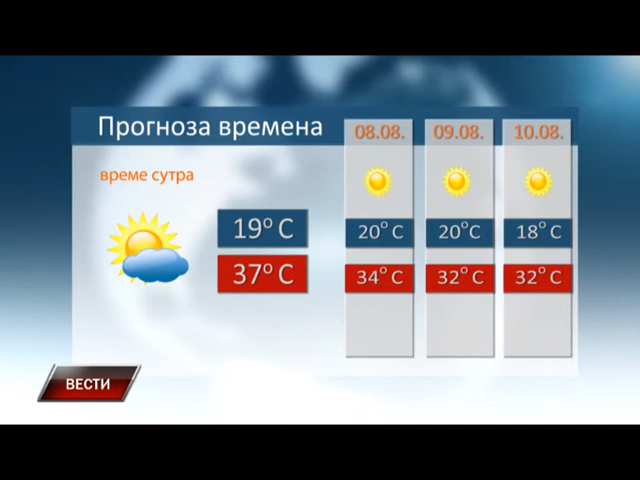 Прогноза времена
време сутра
19° C
37° C
08.08.
20° C
34° C
09.08.
20°C
32° C
10.08.
18° C
32° C
ВЕСТИ